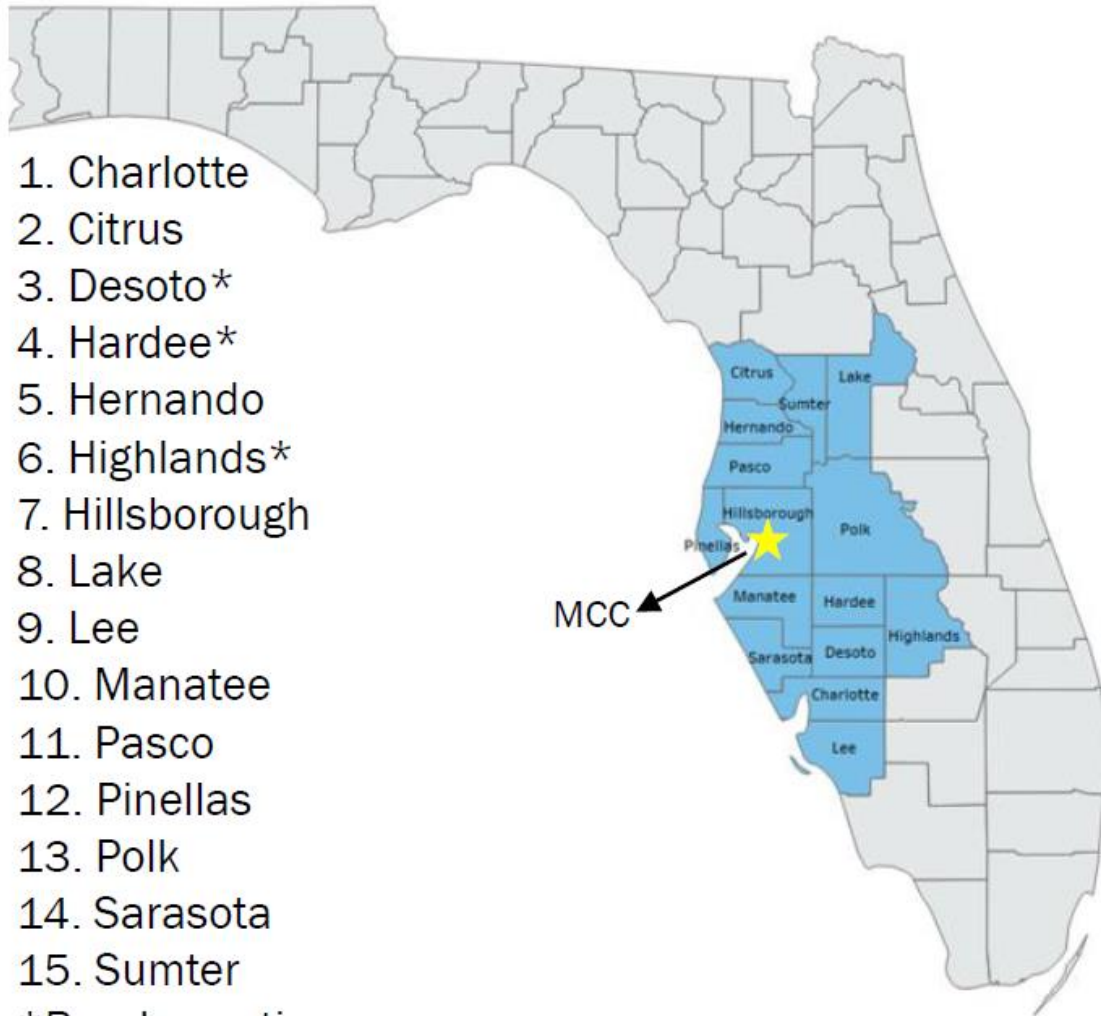 1. Charlotte
2. Citrus
3. Desoto*
4. Hardee*
5. Hernando
6. Highlands*
7. Hillsborough
8. Lake
9. Lee
10. Manatee
11. Pasco
12. Pinellas
13. Polk
14. Sarasota
15. Sumter
Citrus
Lake
Sumter
Hernando
Pasco
Hillsborough
Pinellas
Polk
MCC
Manatee
Hardee
Highlands
Sarasota
Desoto
Charlotte
Lee